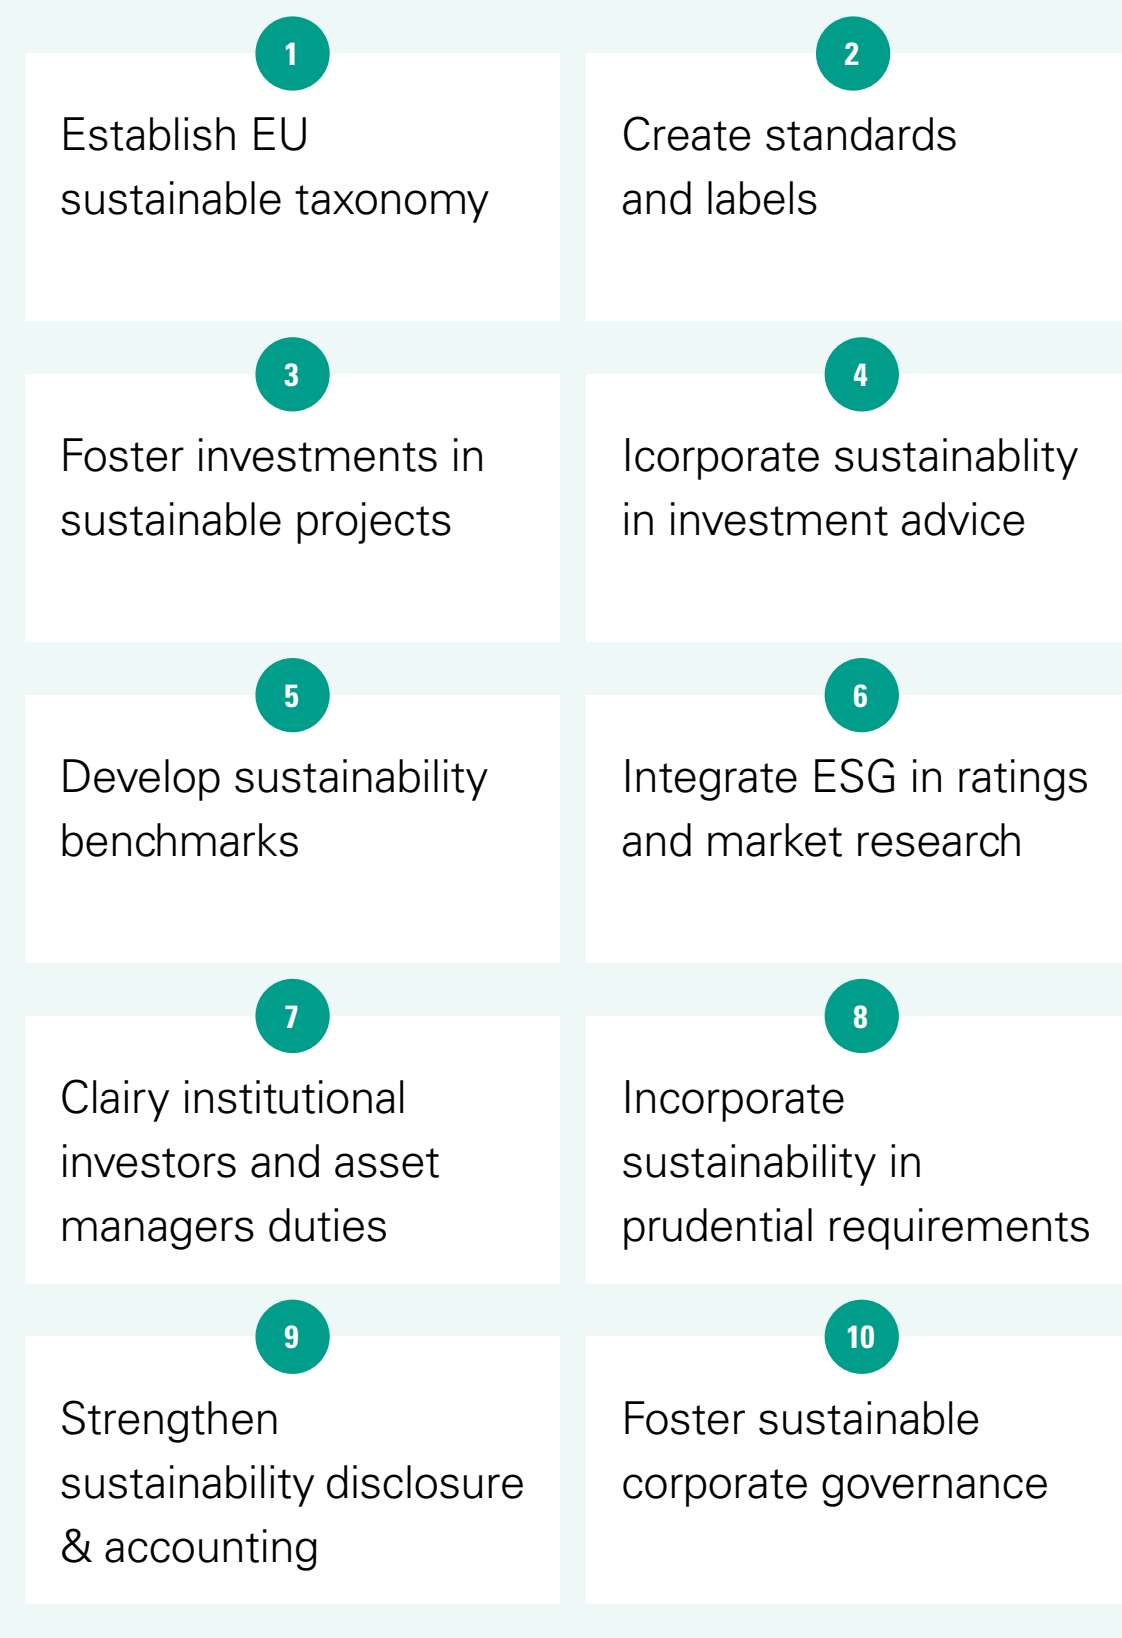 1
Establish EU
sustainable taxonomy
2
Create standards
and labels
3
Foster investments in
sustainable projects
4
Icorporate sustainablity
in investment advice
5
Develop sustainability
benchmarks
6
Integrate ESG in ratings
and market research
7
Clairy institutional
investors and asset
managers duties
8
Incorporate
sustainability in
prudential requirements
9
Strengthen
sustainability disclosure
& accounting
10
Foster sustainable
corporate governance